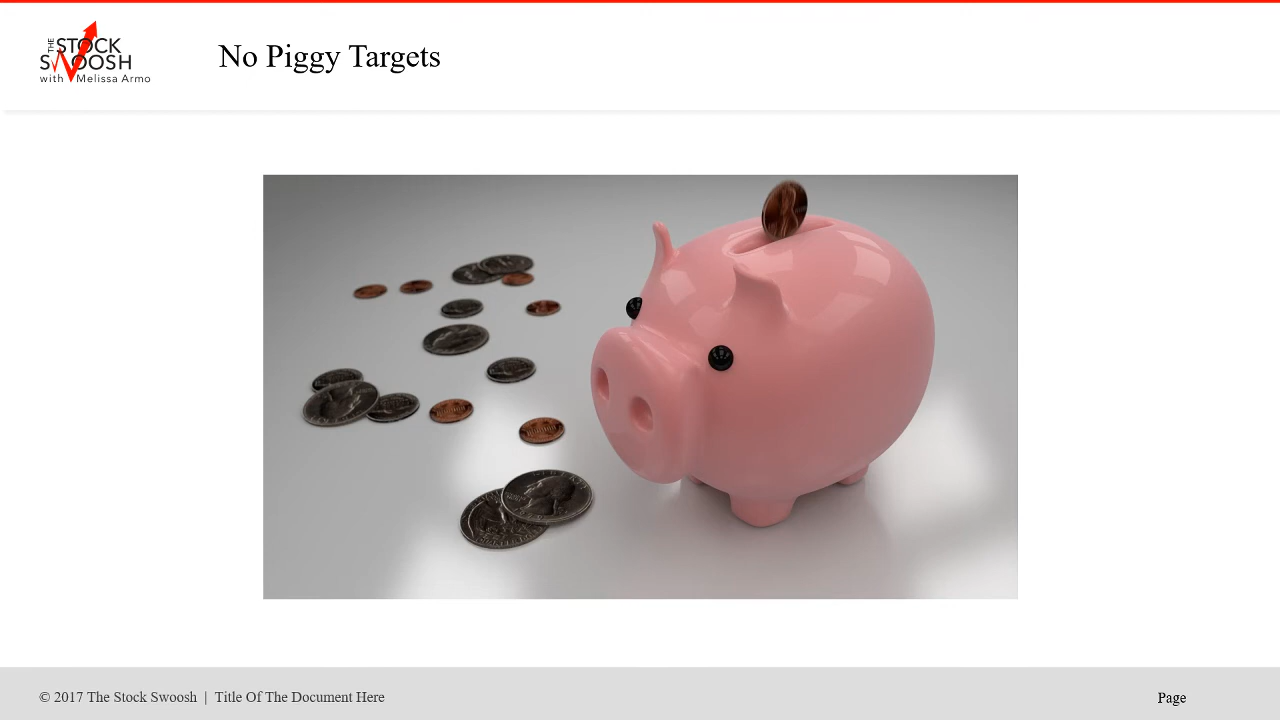 THE
STOCK
SWOOSH
with Melissa Armo
No Piggy Targets
© 2017 The Stock Swoosh | Title Of The Document Here
Page